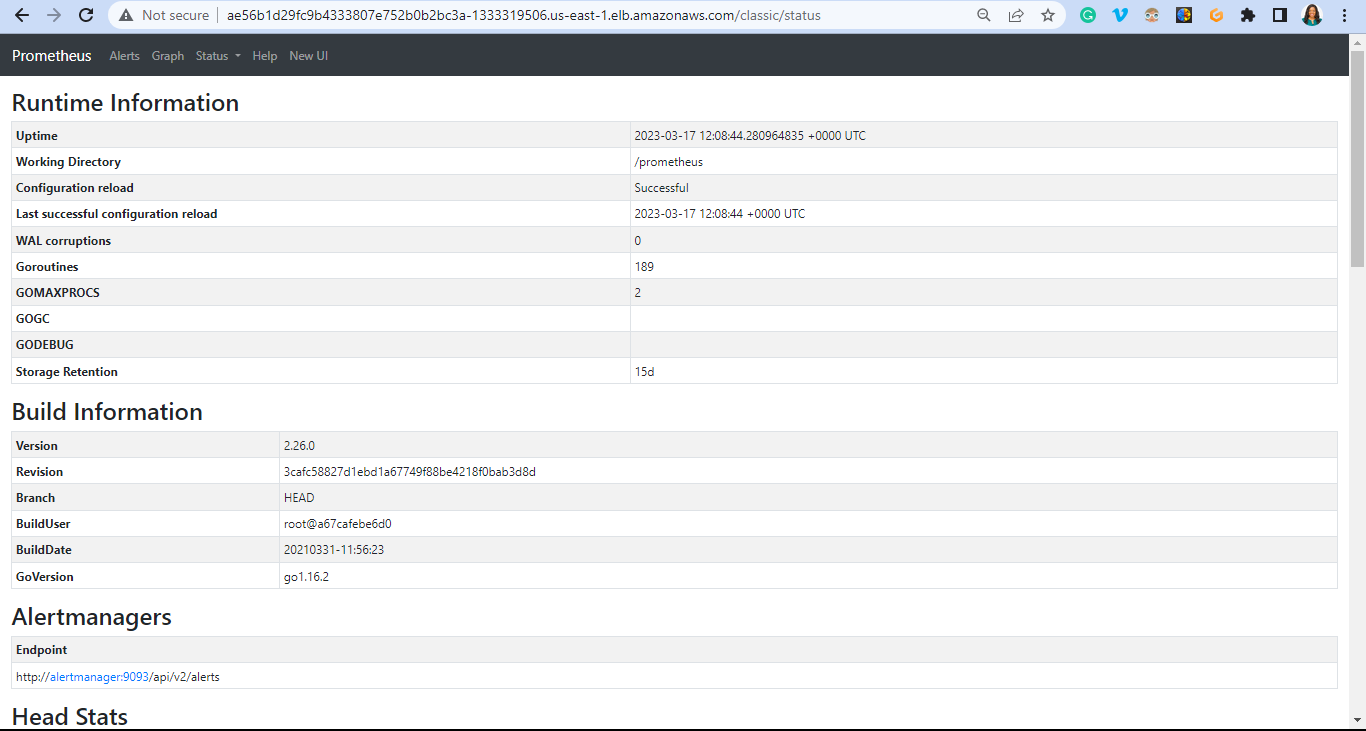 Not secure ae56b1d29fc9b4333807e752b0b2bc3a-1333319506.us-east-1.elb.amazonaws.com/classic/status
Prometheus Alerts Graph Status Help New UI
Runtime Information
Uptime 2023-03-17 12:08:44.280964835 +0000 UTC
Working Directory /prometheus
Configuration reload Successful
Last successful configuration reload 2023-03-17 12:08:44 +0000 UTC
WAL corruptions 0
Goroutines 189
GOMAXPROCS 2
GOGC
GODEBUG
Storage Retention 15d
Build Information
Version 2.26.0
Revision 3cafc58827d1ebd1a67749f88be4218f0bab3d8d
Branch HEAD
BuildUser root@a67cafebe6d0
BuildDate 20210331-11:56:23
GoVersion go1.16.2
Alertmanagers
Endpoint
http://alertmanager:9093/api/v2/alerts
Head Stats